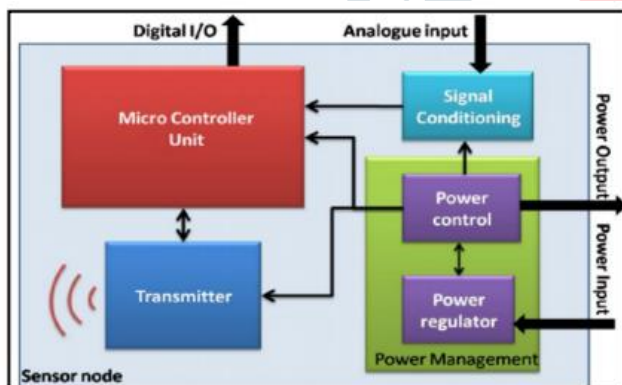 Digital I/O
Analogue input
Micro Controller
Unit
Signal
Conditioning
Power Output
Power
control
Power Input
Transmitter
Power
regulator
Power Management
Sensor node